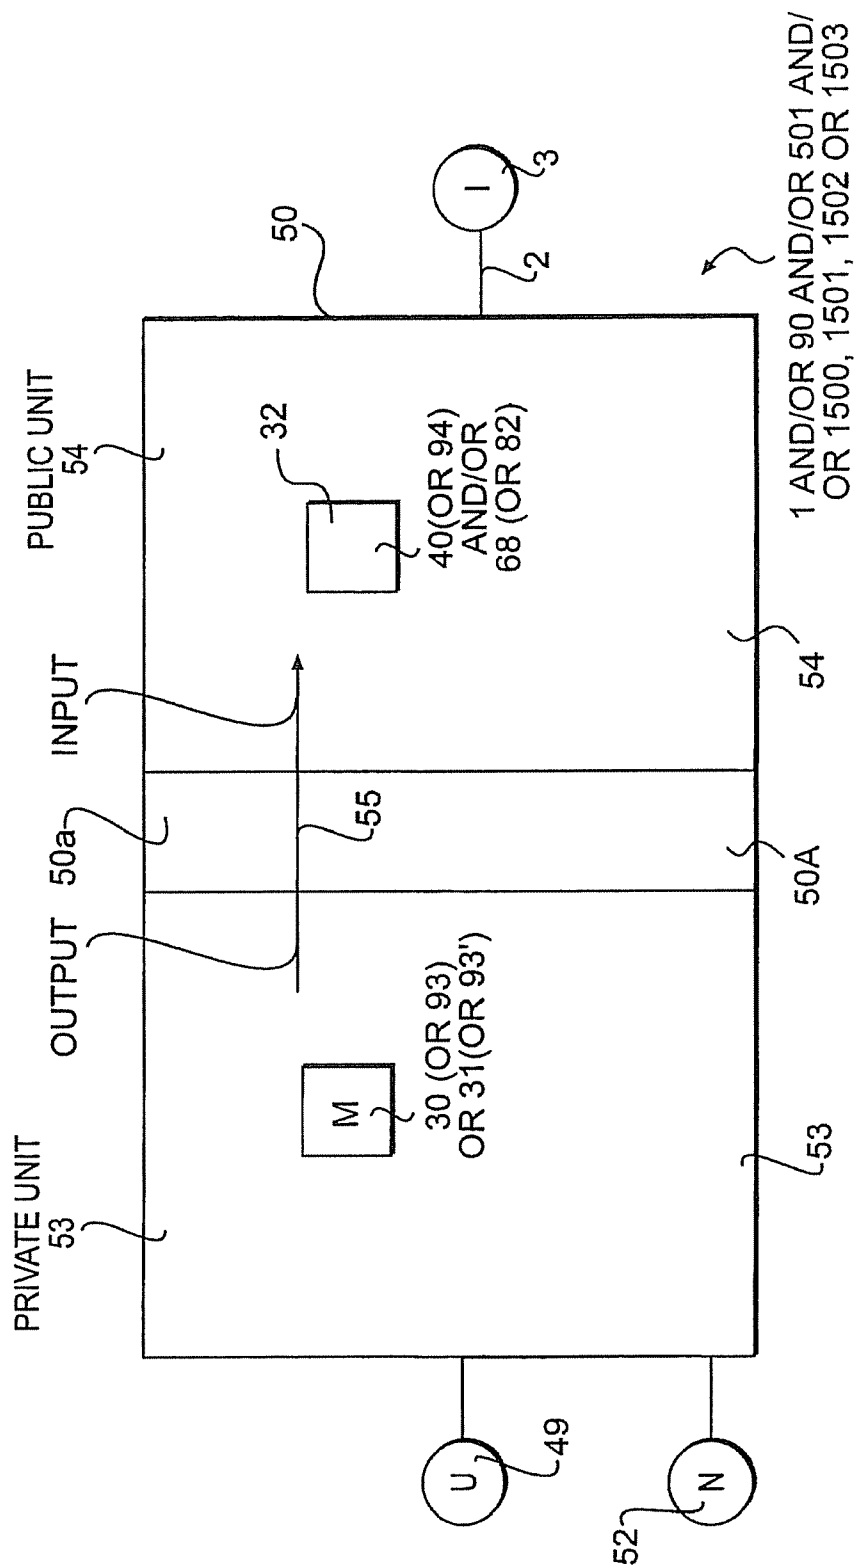 PRIVATE UNIT
53
OUTPUT
50a
INPUT
PUBLIC UNIT
54
50
32
M
30 (OR 93)
OR 31(OR 93')
55
40(OR 94)
AND/OR
68 (OR 82)
2
I
3
U
49
N
52
53
50A
54
1 AND/OR 90 AND/OR 501 AND/
OR 1500, 1501, 1502 OR 1503